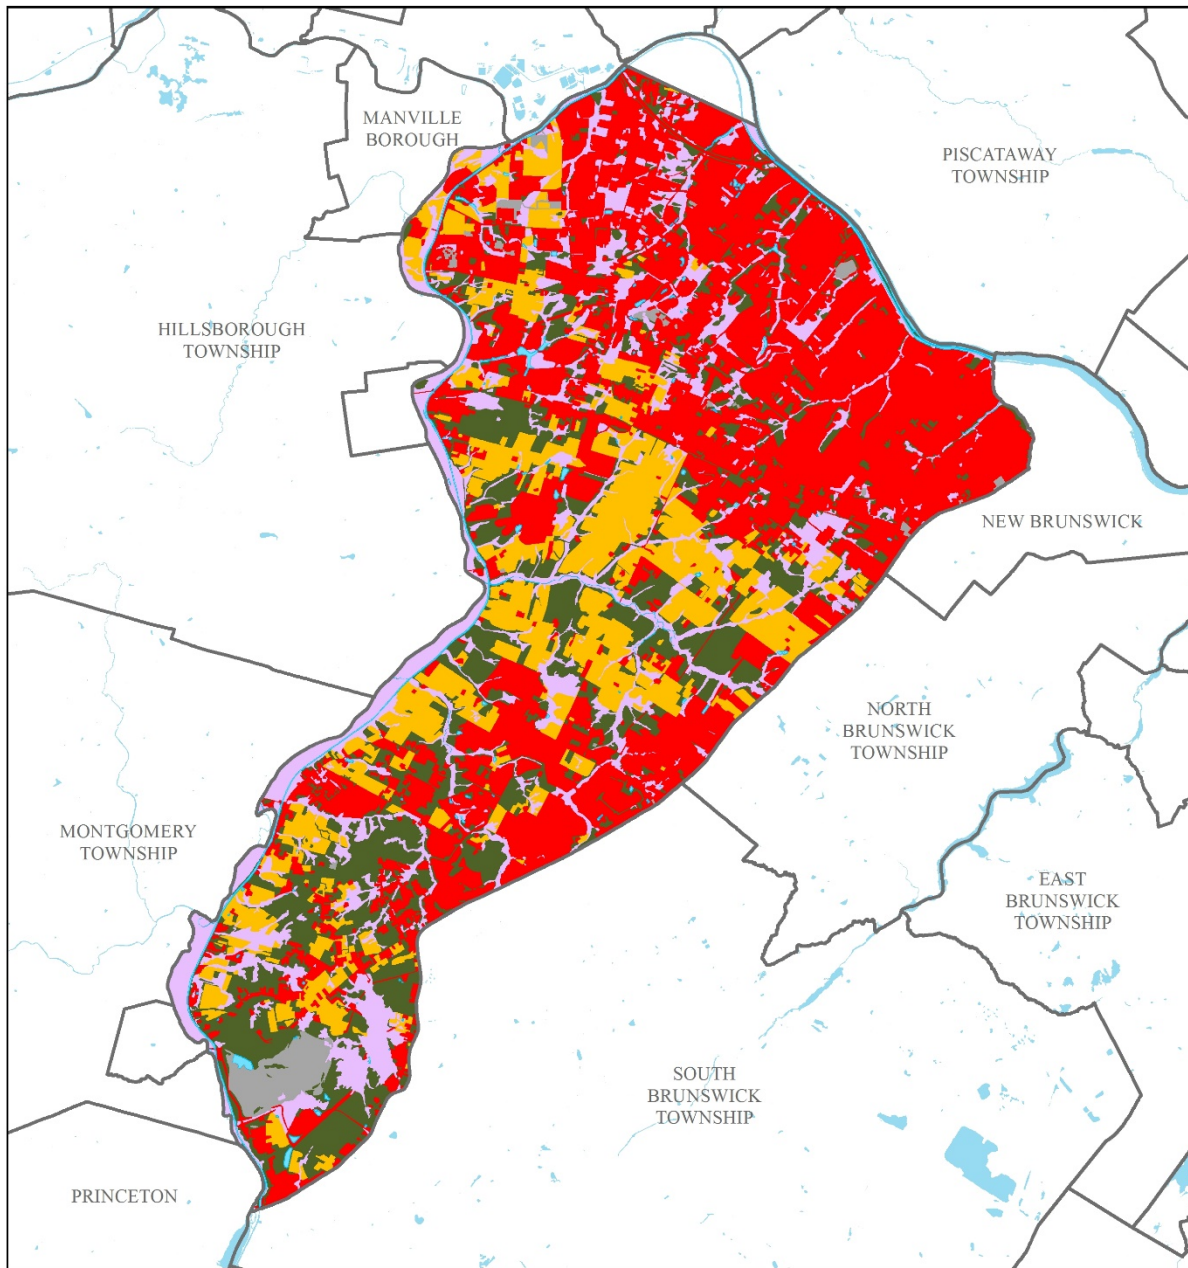 MANVILLE
BOROUGH
PISCATAWAY
TOWNSHIP
HILLSBOROUGH
TOWNSHIP
NEW BRUNSWICK
NORTH
BRUNSWICK
TOWNSHIP
MONTGOMERY
TOWNSHIP
EAST
BRUNSWICK
TOWNSHIP
SOUTH
BRUNSWICK
TOWNSHIP
PRINCETON